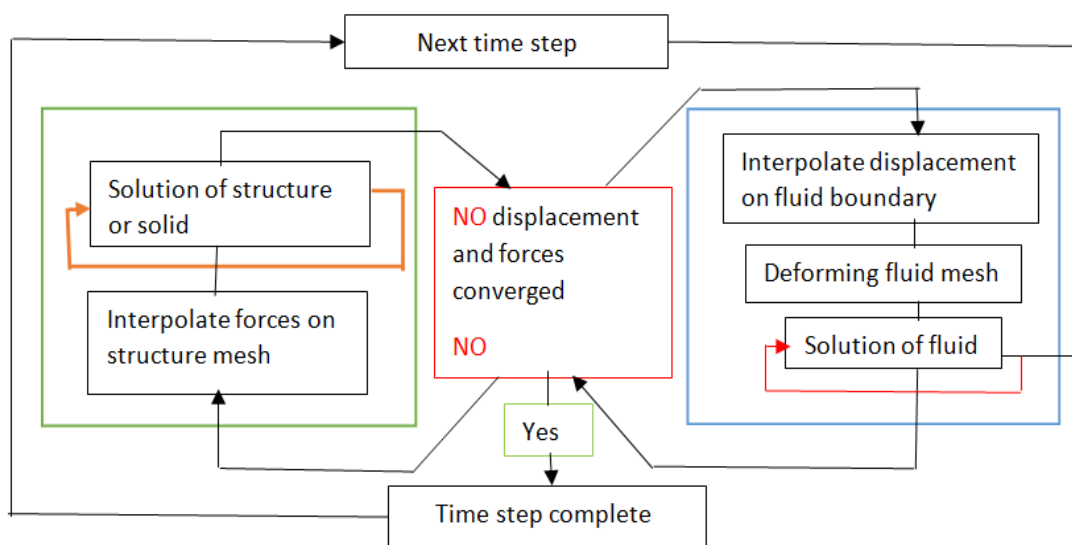 Next time step
Solution of structure
or solid
Interpolate forces on
structure mesh
NO displacement
and forces
converged
NO
Yes
Time step complete
Interpolate displacement
on fluid boundary
Deforming fluid mesh
Solution of fluid